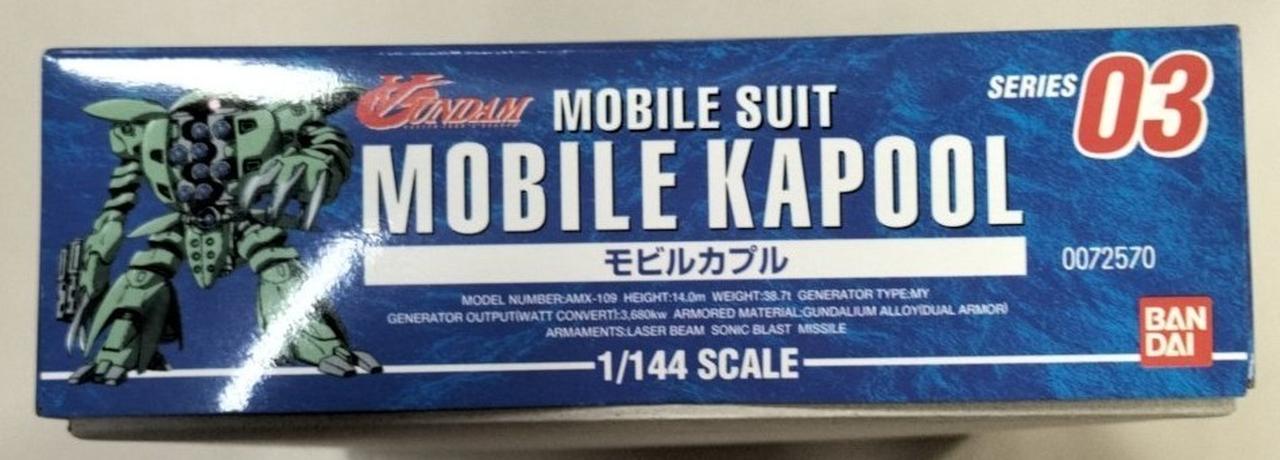 ∀GUNDAM
MOBILE SUIT
SERIES 03
MOBILE KAPOOL
モビルカプル
0072570
MODEL NUMBER:AMX-109 HEIGHT:14.0m WEIGHT:38.7t GENERATOR TYPE:MY
GENERATOR OUTPUT(WATT CONVERT):3,680kw ARMORED MATERIAL:GUNDALIUM ALLOY(DUAL ARMOR)
ARMAMENTS:LASER BEAM SONIC BLAST MISSILE
1/144 SCALE
BAN
DAI